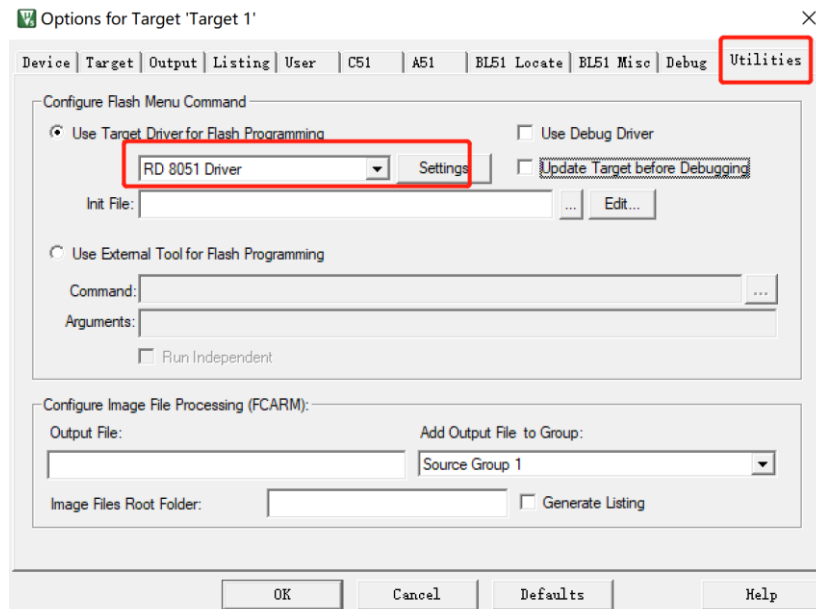 Options for Target 'Target 1'
Device Target Output Listing User C51 A51 BL51 Locate BL51 Misc Debug Utilities
Configure Flash Menu Command
Use Target Driver for Flash Programming Use Debug Driver
RD 8051 Driver Settings Update Target before Debugging
Init File: ... Edit...
Use External Tool for Flash Programming
Command: ...
Arguments:
Run Independent
Configure Image File Processing (FCARM):
Output File: Add Output File to Group:
Source Group 1
Image Files Root Folder: Generate Listing
OK Cancel Defaults Help